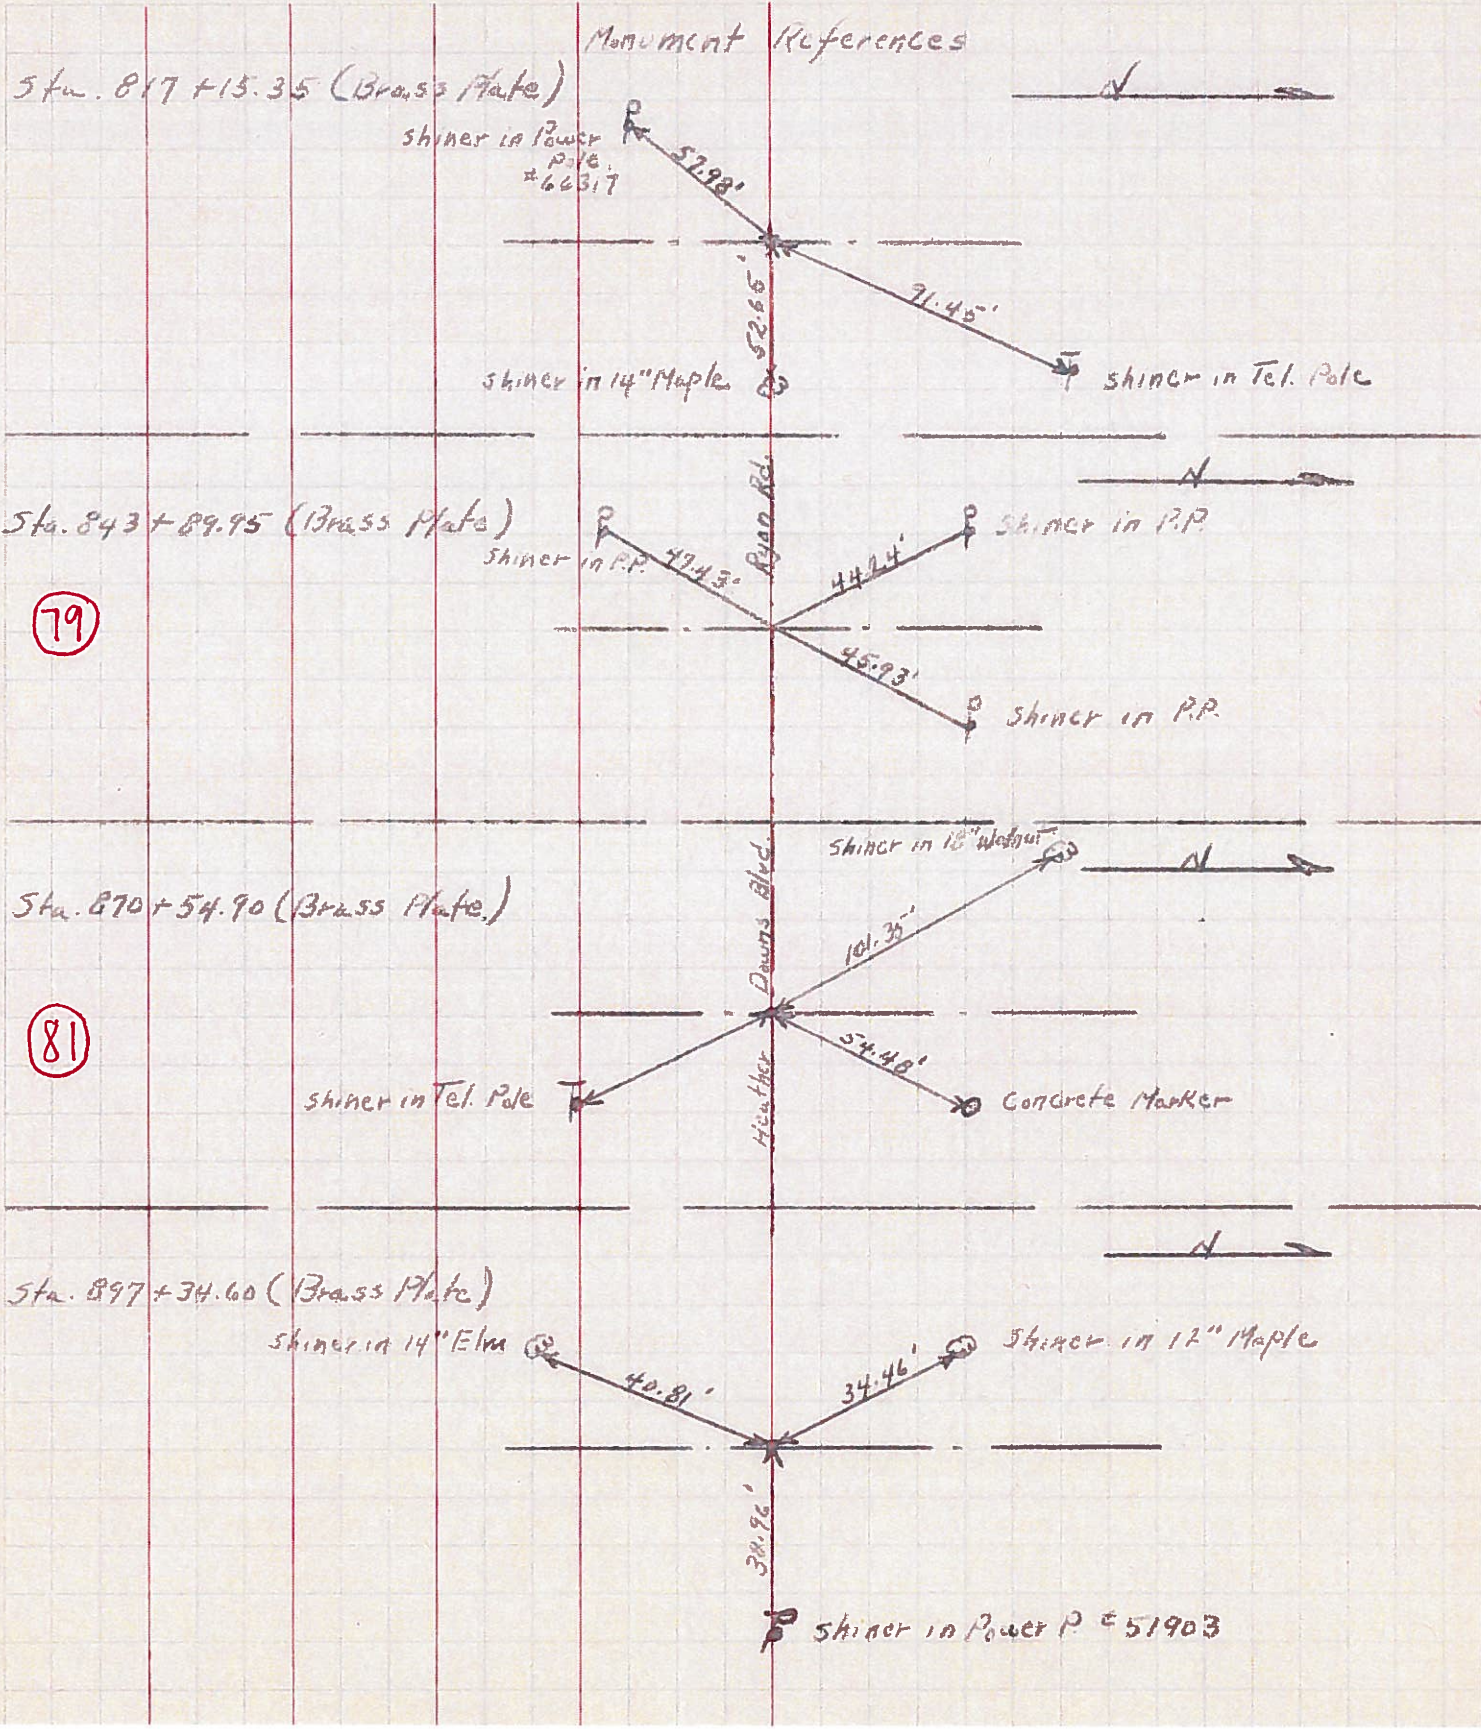 Monument References
Sta. 817 + 15.35 (Brass Plate)
N
shiner in Power
Pole
#66317
57.98'
52.65'
91.45'
shiner in 14" Maple
shiner in Tel. Pole
N
Sta. 843 + 89.95 (Brass Plate)
Ryan Rd.
shiner in P.P.
47.43'
44.24'
Shiner in P.P.
79
45.93'
Shiner in P.P.
Shiner in 18" Walnut
N
Sta. 870 + 54.90 (Brass Plate)
Heather Downs Blvd.
101.35'
81
54.48'
shiner in Tel. Pole
Concrete Marker
N
Sta. 897 + 34.60 (Brass Plate)
shiner in 14" Elm
Shiner in 12" Maple
40.81'
34.46'
38.96'
shiner in Power P. #51903